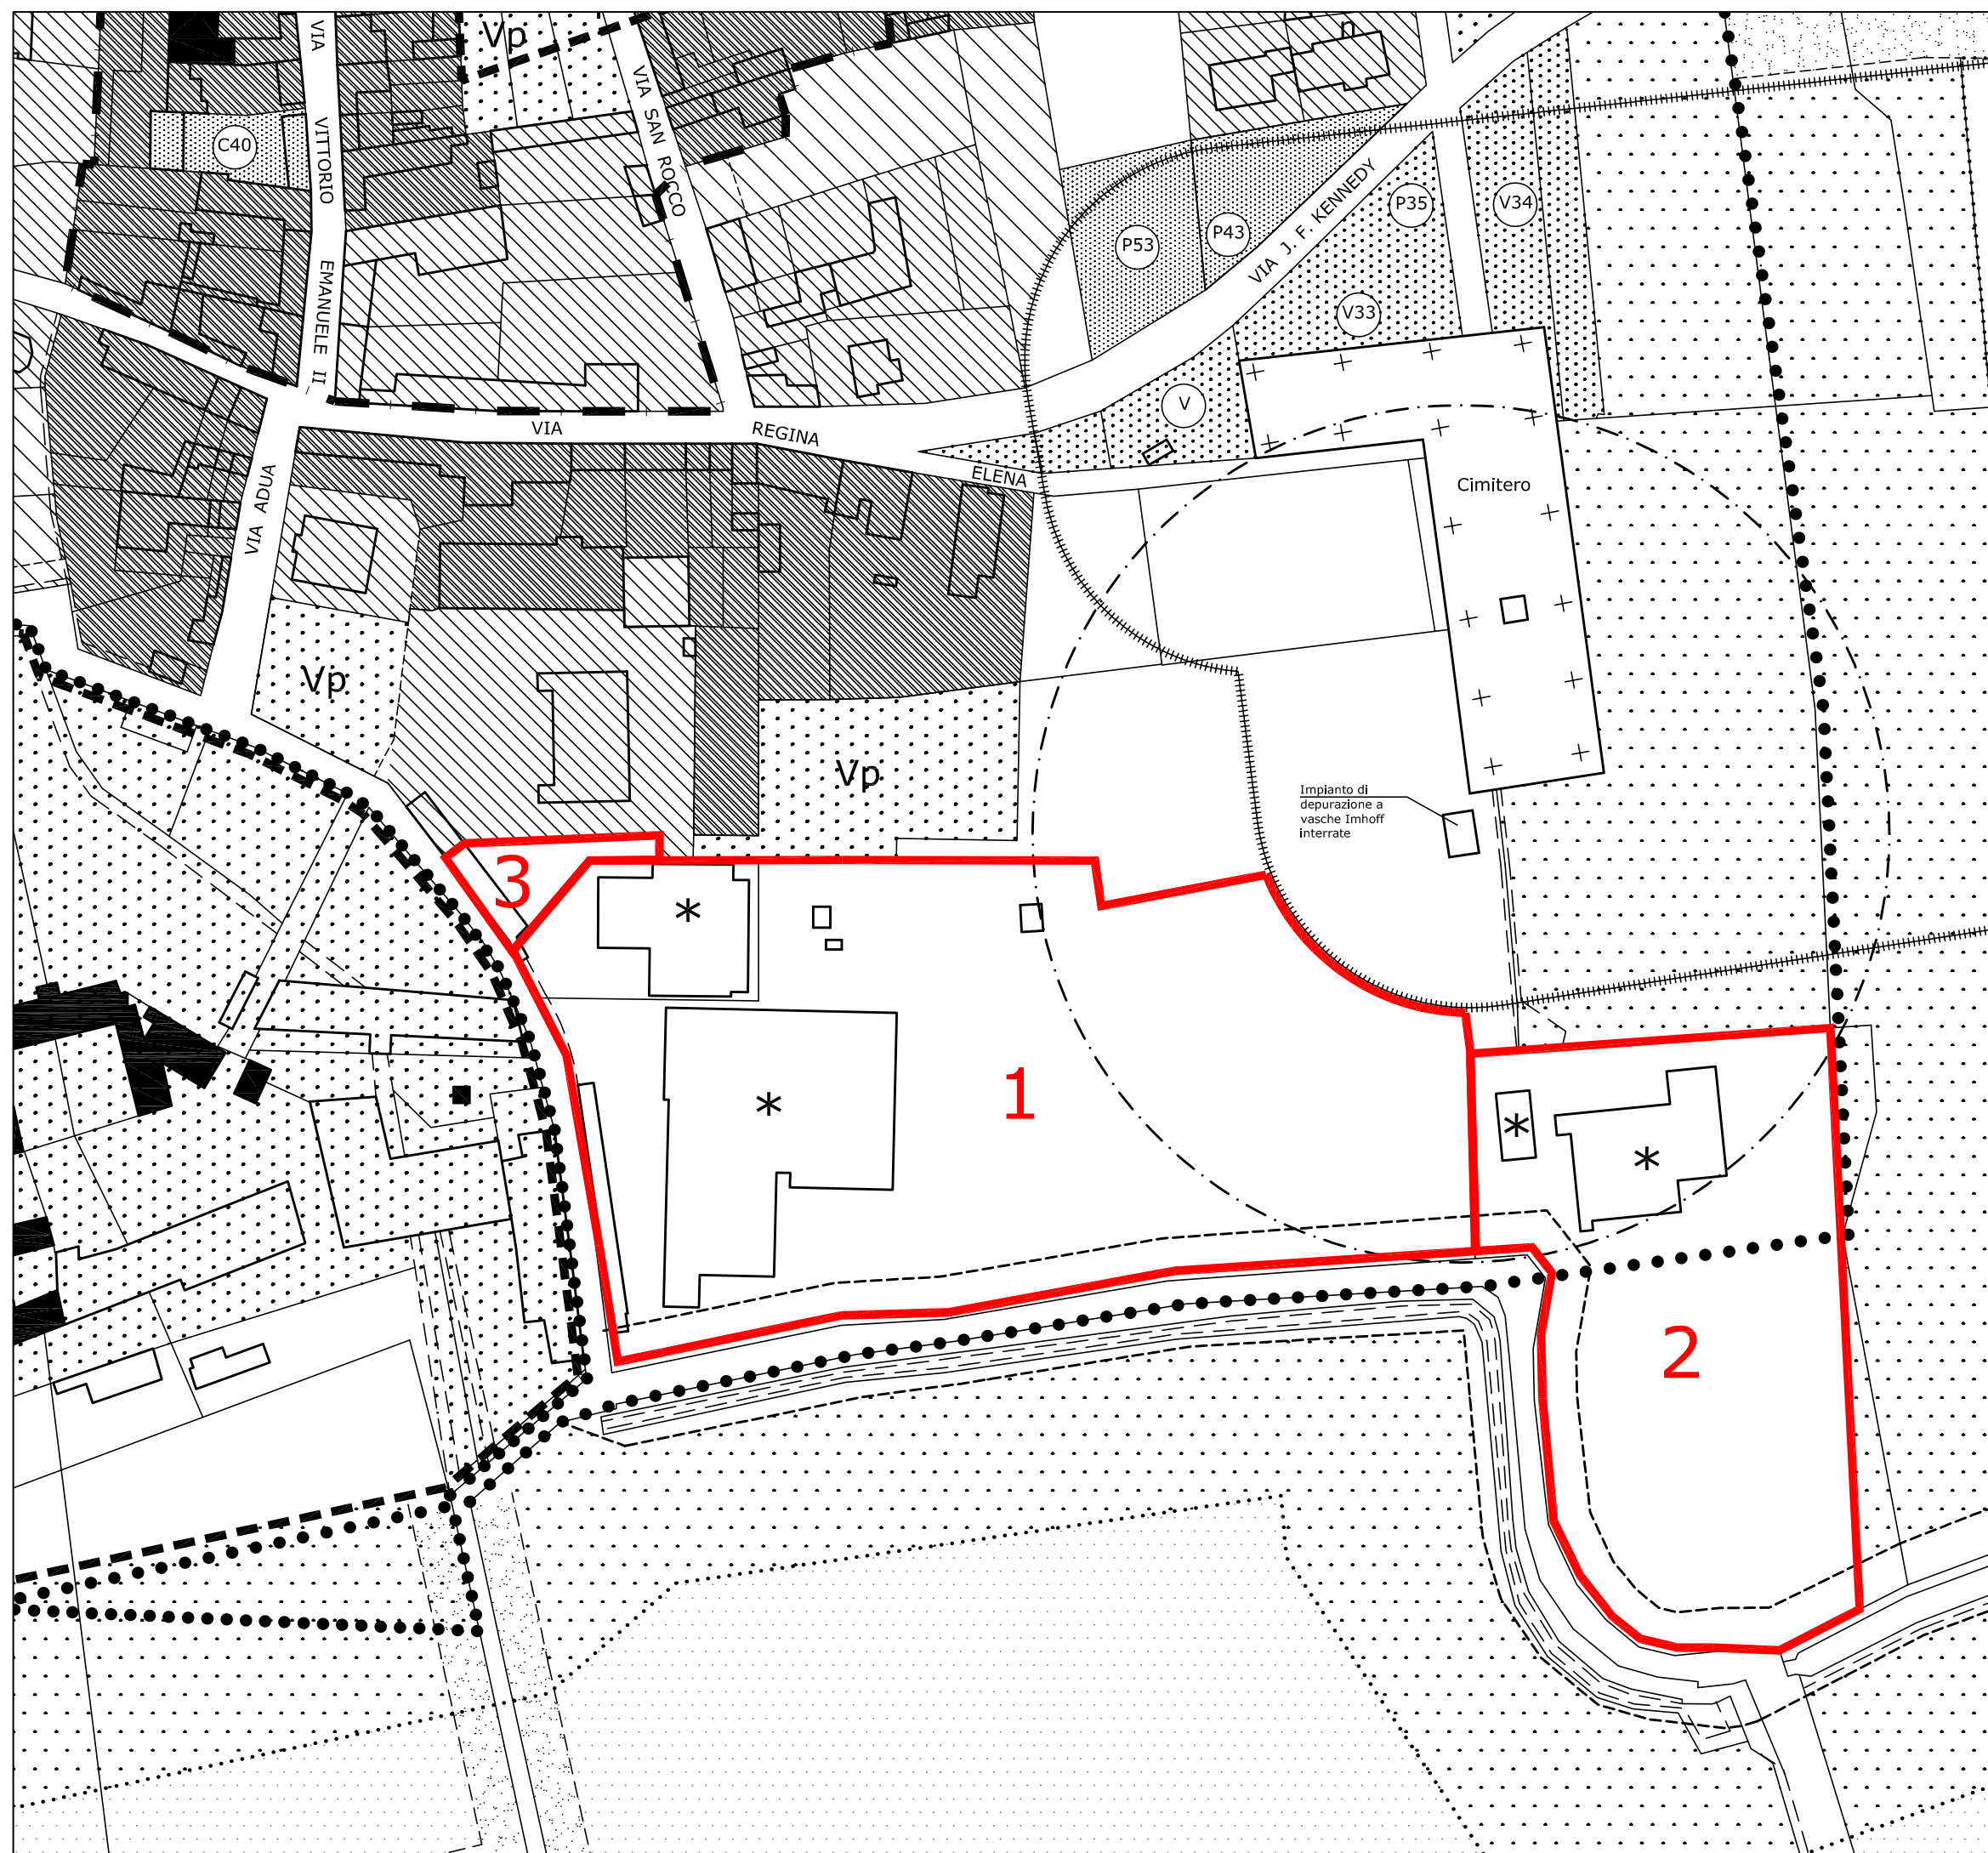 Vp
n
VIA
VITTORIO
EMANUELE II
VIA SAN ROCCO
C40
P53
P43
P35
V34
VIA J. F. KENNEDY
V33
V
VIA
REGINA
ELENA
VIA ADUA
Cimitero
Vp
Vp
Impianto di
depurazione a
vasche Imhoff
interrate
3
*
*
1
*
*
2